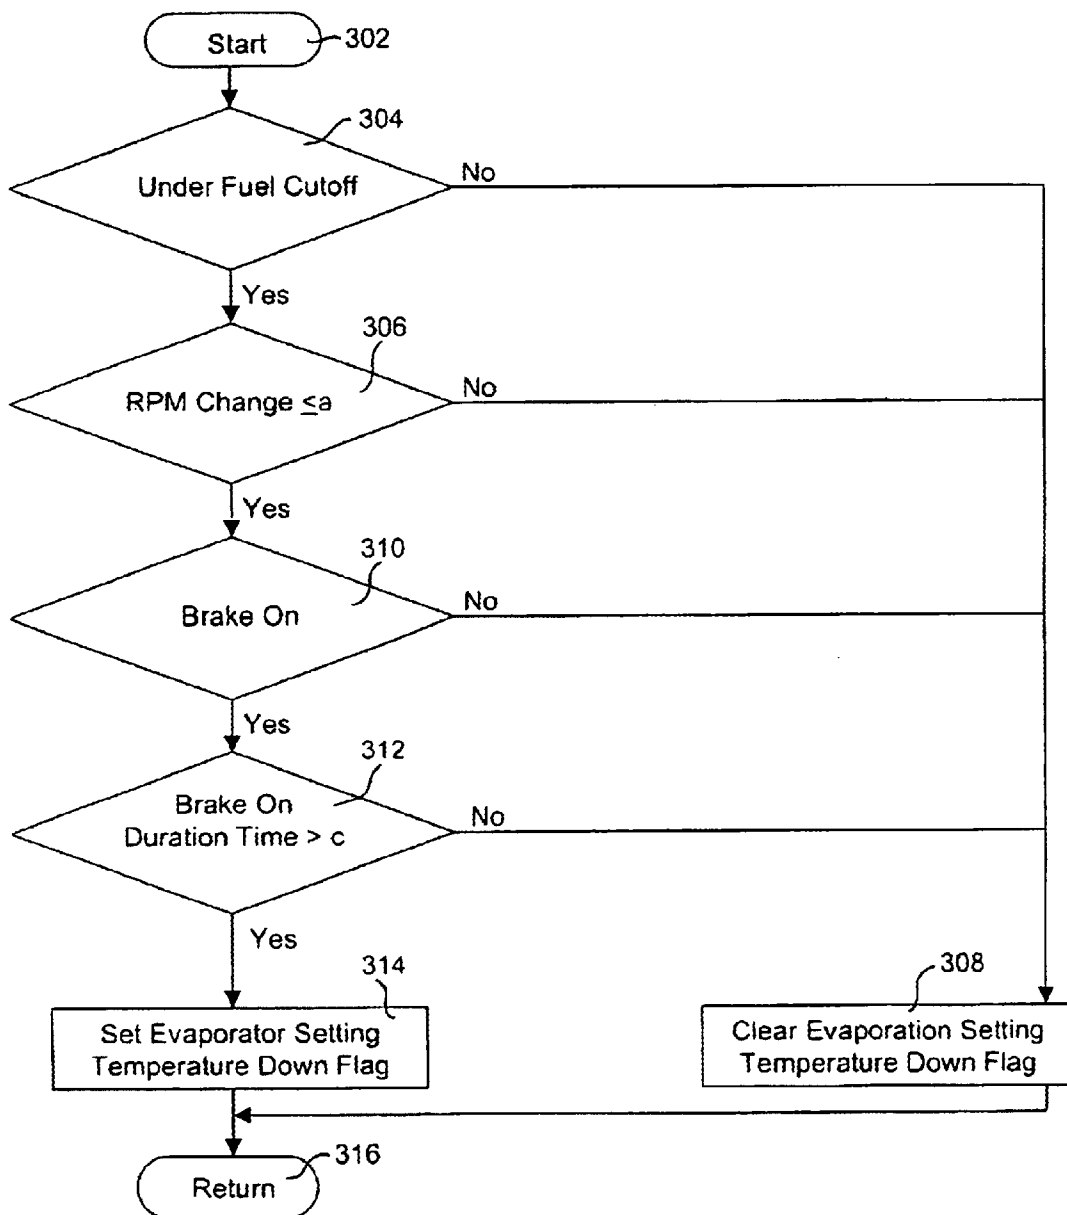 Start
302
304
Under Fuel Cutoff
No
Yes
306
RPM Change ≤a
No
Yes
310
Brake On
No
Yes
312
Brake On
Duration Time > c
No
Yes
314
Set Evaporator Setting
Temperature Down Flag
308
Clear Evaporation Setting
Temperature Down Flag
316
Return